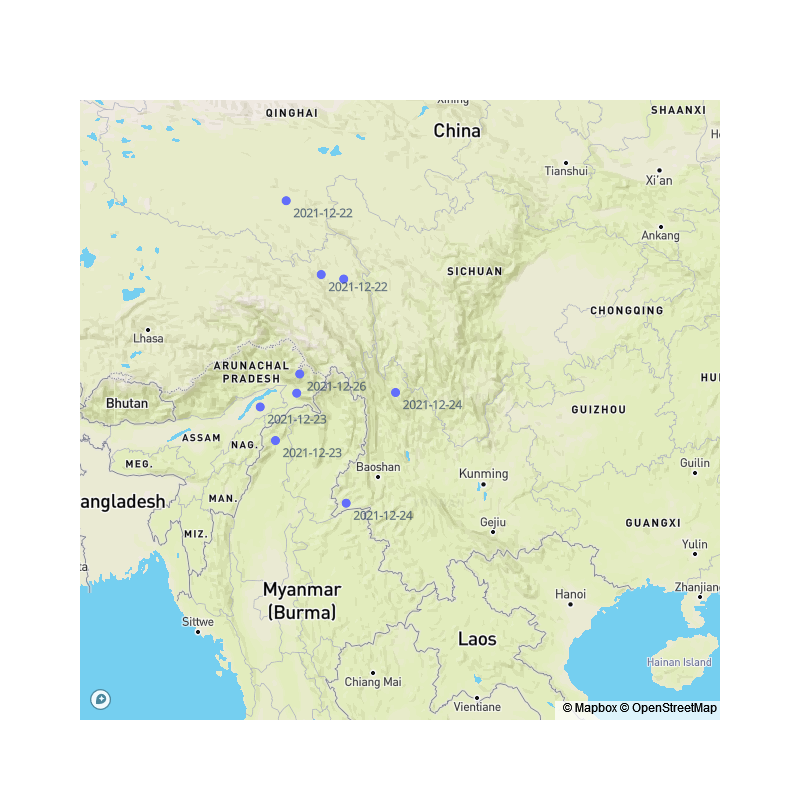 Xining
QINGHAI
SHAANXI
China
Tianshui
Xi'an
2021-12-22
Ankang
SICHUAN
2021-12-22
CHONGQING
Lhasa
ARUNACHAL
PRADESH
HUI
2021-12-26
Bhutan
2021-12-24
GUIZHOU
2021-12-23
ASSAM
NAG.
2021-12-23
MEG.
Baoshan
Guilin
Kunming
MAN.
angladesh
2021-12-24
Gejiu
GUANGXI
MIZ.
Yulin
Myanmar
(Burma)
Hanoi
Zhanjian
Sittwe
Laos
Hainan Island
Chiang Mai
Vientiane
© Mapbox © OpenStreetMap